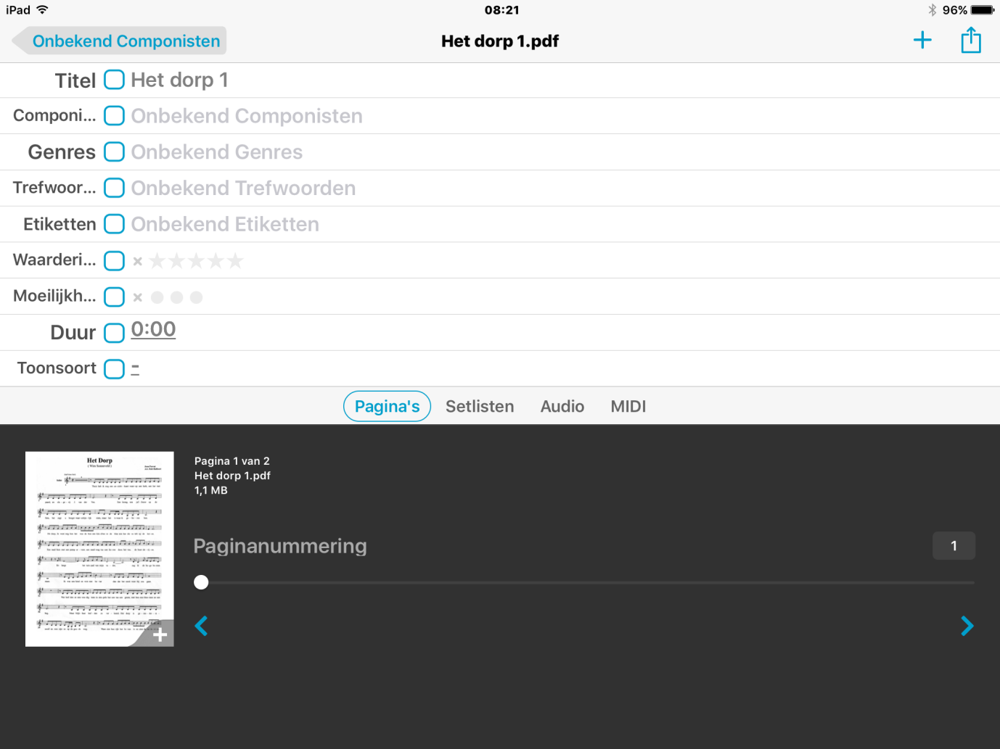 iPad 08:21 96%
Onbekend Componisten Het dorp 1.pdf
Titel Het dorp 1
Componi... Onbekend Componisten
Genres Onbekend Genres
Trefwoor... Onbekend Trefwoorden
Etiketten Onbekend Etiketten
Waarderi...
Moeilijkh...
Duur 0:00
Toonsoort -
Pagina's Setlisten Audio MIDI
Het Dorp
Pagina 1 van 2
Het dorp 1.pdf
1,1 MB
Paginanummering 1